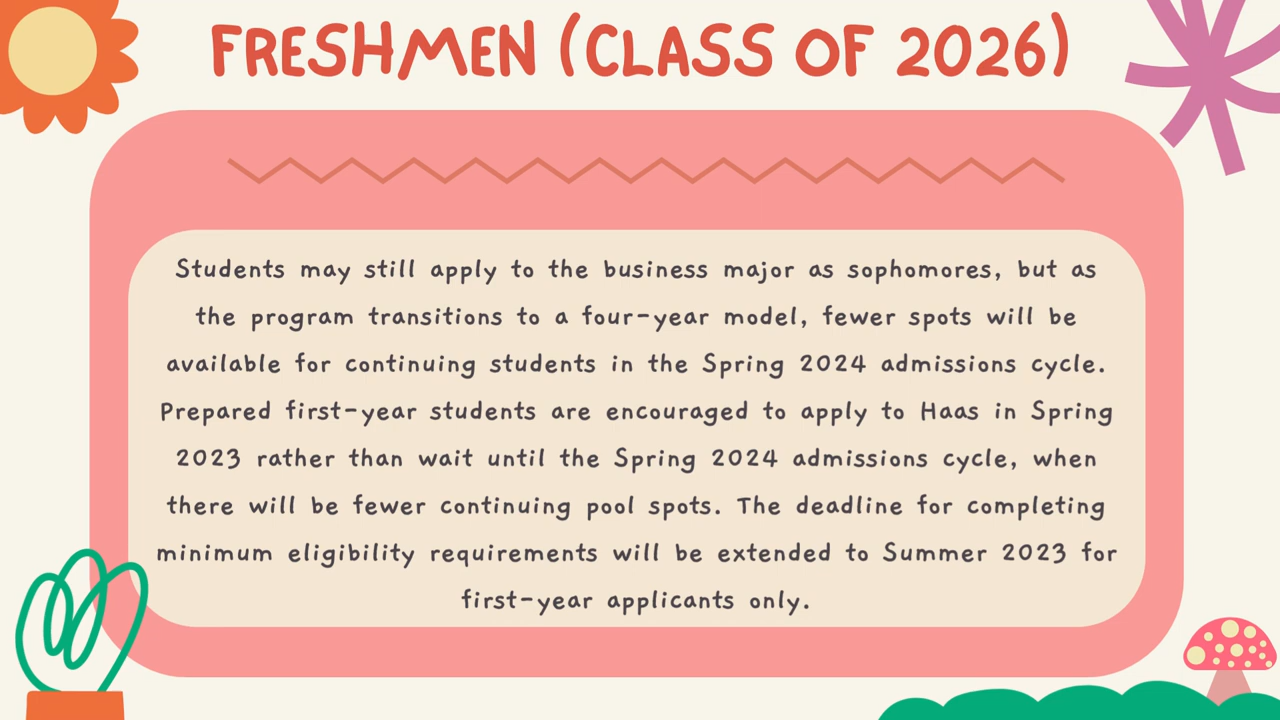 FRESHMEN (CLASS OF 2026)
Students may still apply to the business major as sophomores, but as
the program transitions to a four-year model, fewer spots will be
available for continuing students in the Spring 2024 admissions cycle.
Prepared first-year students are encouraged to apply to Haas in Spring
2023 rather than wait until the Spring 2024 admissions cycle, when
there will be fewer continuing pool spots. The deadline for completing
minimum eligibility requirements will be extended to Summer 2023 for
first-year applicants only.